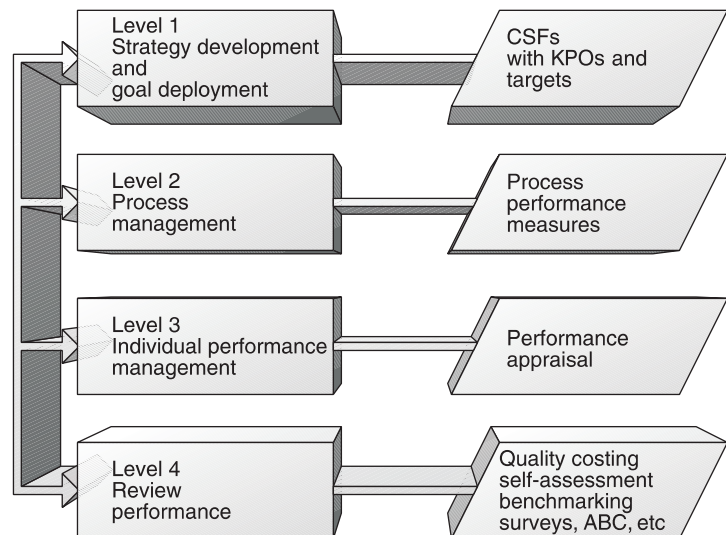 Level 1
Strategy development
and
goal deployment
CSFs
with KPOs and
targets
Level 2
Process
management
Process
performance
measures
Level 3
Individual performance
management
Performance
appraisal
Level 4
Review
performance
Quality costing
self-assessment
benchmarking
surveys, ABC, etc